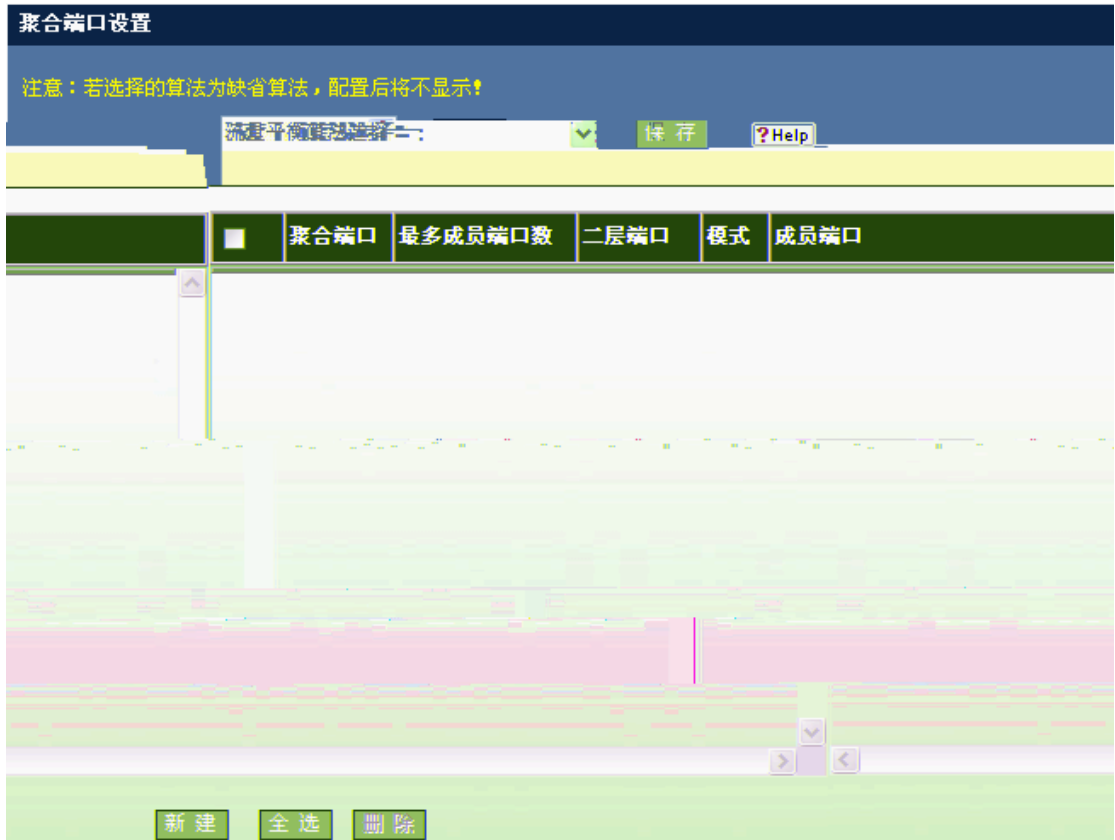 聚合端口设置
注意：若选择的算法为缺省算法，配置后将不显示！
保存 ?Help
聚合端口 最多成员端口数 二层端口 模式 成员端口
新建 全选 删除